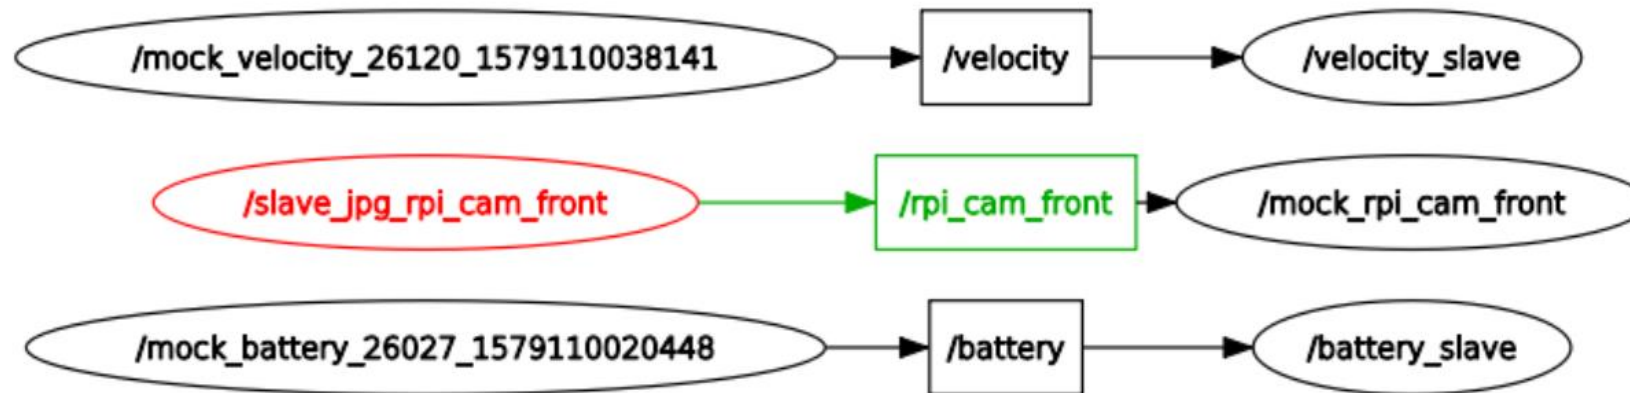 /mock_velocity_26120_1579110038141 /velocity /velocity_slave
/slave_jpg_rpi_cam_front /rpi_cam_front /mock_rpi_cam_front
/mock_battery_26027_1579110020448 /battery /battery_slave